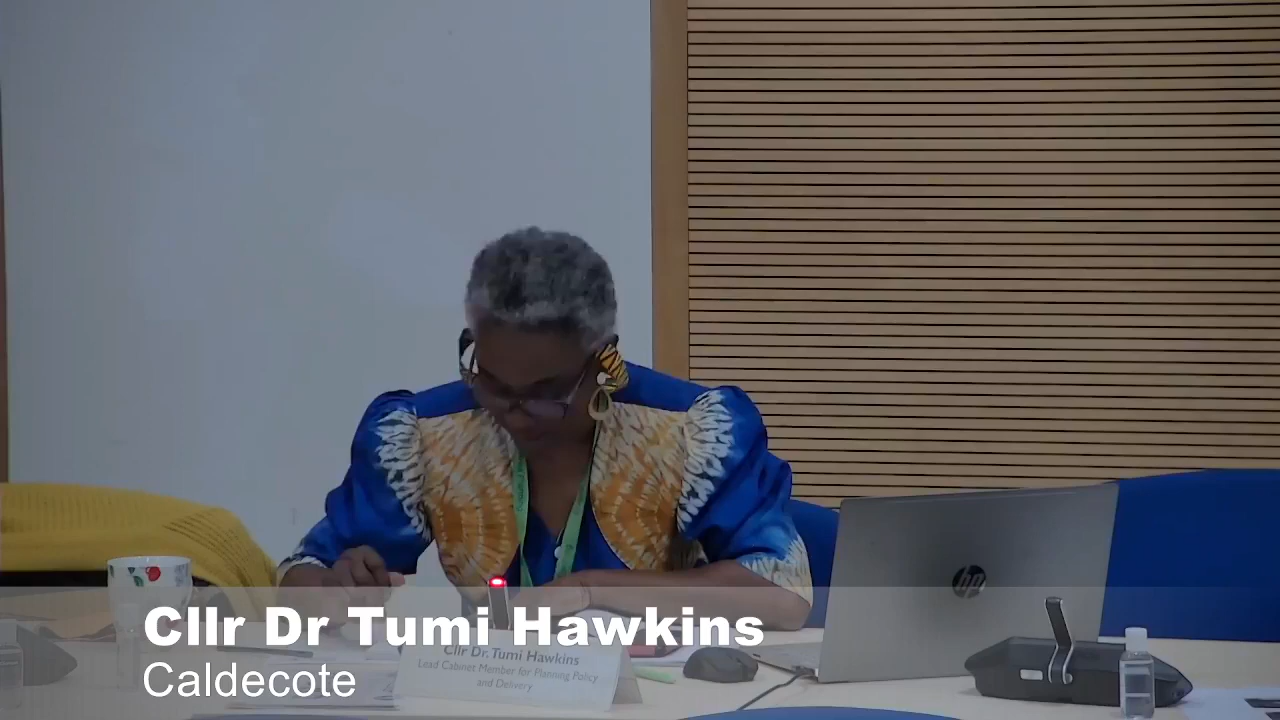 hp
Cllr Dr Tumi Hawkins
Caldecote
Cllr Dr. Tumi Hawkins
Lead Cabinet Member for Planning Policy
and Delivery